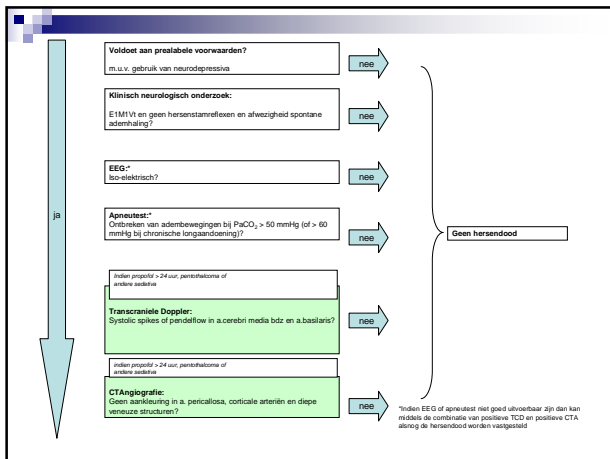 Voldoet aan prealabele voorwaarden?
m.u.v. gebruik van neurodepressiva
nee
Klinisch neurologisch onderzoek:
E1M1Vt en geen hersenstamreflexen en afwezigheid spontane
ademhaling?
nee
EEG:*
Iso-elektrisch?
nee
ja
Apneutest:*
Ontbreken van adembewegingen bij PaCO2 > 50 mmHg (of > 60
mmHg bij chronische longaandoening)?
nee
Geen hersendood
Indien propofol > 24 uur, pentothalcoma of
andere sedativa
Transcraniele Doppler:
Systolic spikes of pendelflow in a.cerebri media bdz en a.basilaris?
nee
indien propofol > 24 uur, pentothalcoma of
andere sedativa
CTAngiografie:
Geen aankleuring in a. pericallosa, corticale arteriën en diepe
veneuze structuren?
nee
*Indien EEG of apneutest niet goed uitvoerbaar zijn dan kan
middels de combinatie van positieve TCD en positieve CTA
alsnog de hersendood worden vastgesteld